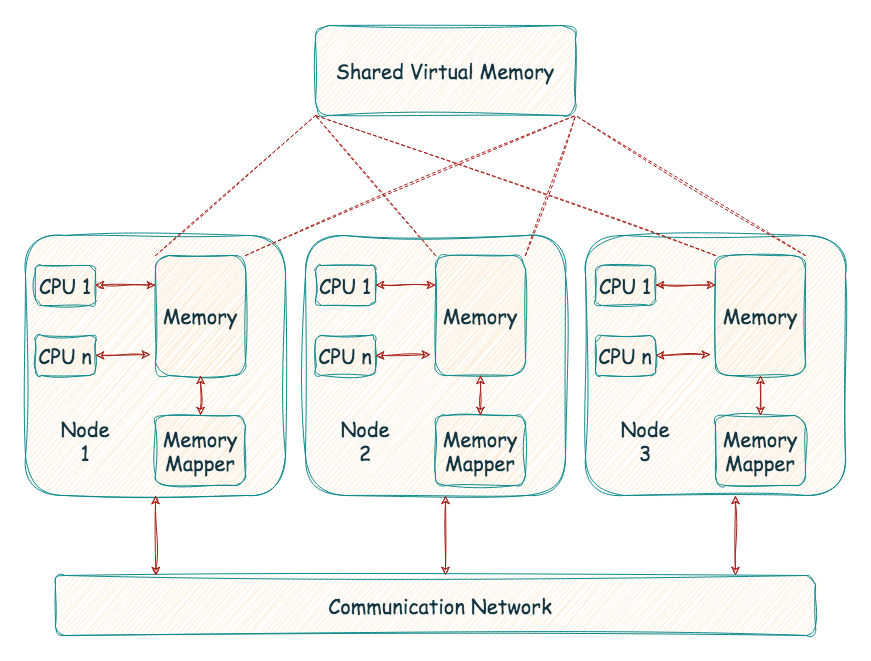 Shared Virtual Memory
CPU 1
Memory
CPU n
Node
1
Memory
Mapper
CPU 1
Memory
CPU n
Node
2
Memory
Mapper
CPU 1
Memory
CPU n
Node
3
Memory
Mapper
Communication Network